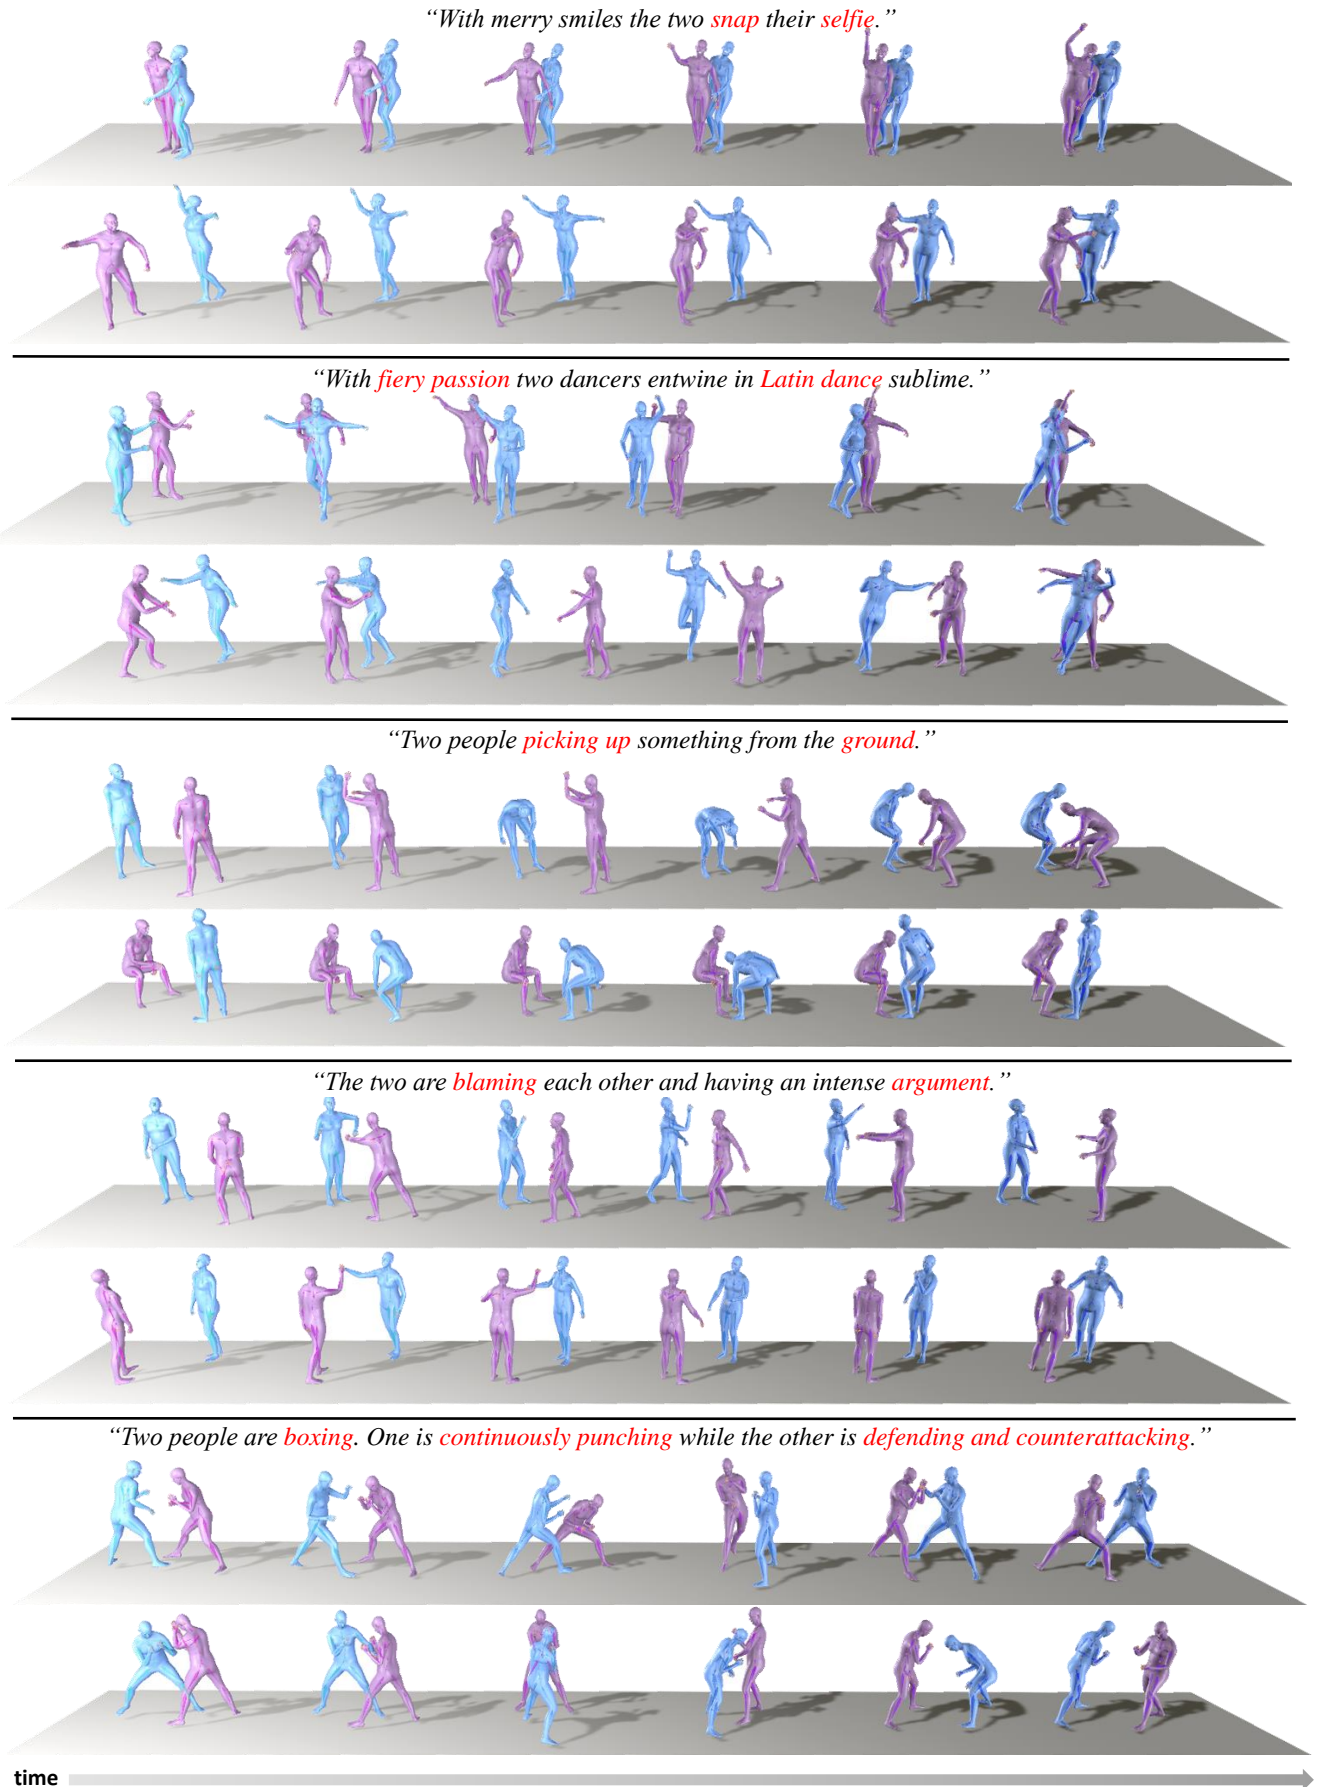 “With merry smiles the two snap their selfie.”
“With fiery passion two dancers entwine in Latin dance sublime.”
“Two people picking up something from the ground.”
“The two are blaming each other and having an intense argument.”
“Two people are boxing. One is continuously punching while the other is defending and counterattacking.”
time